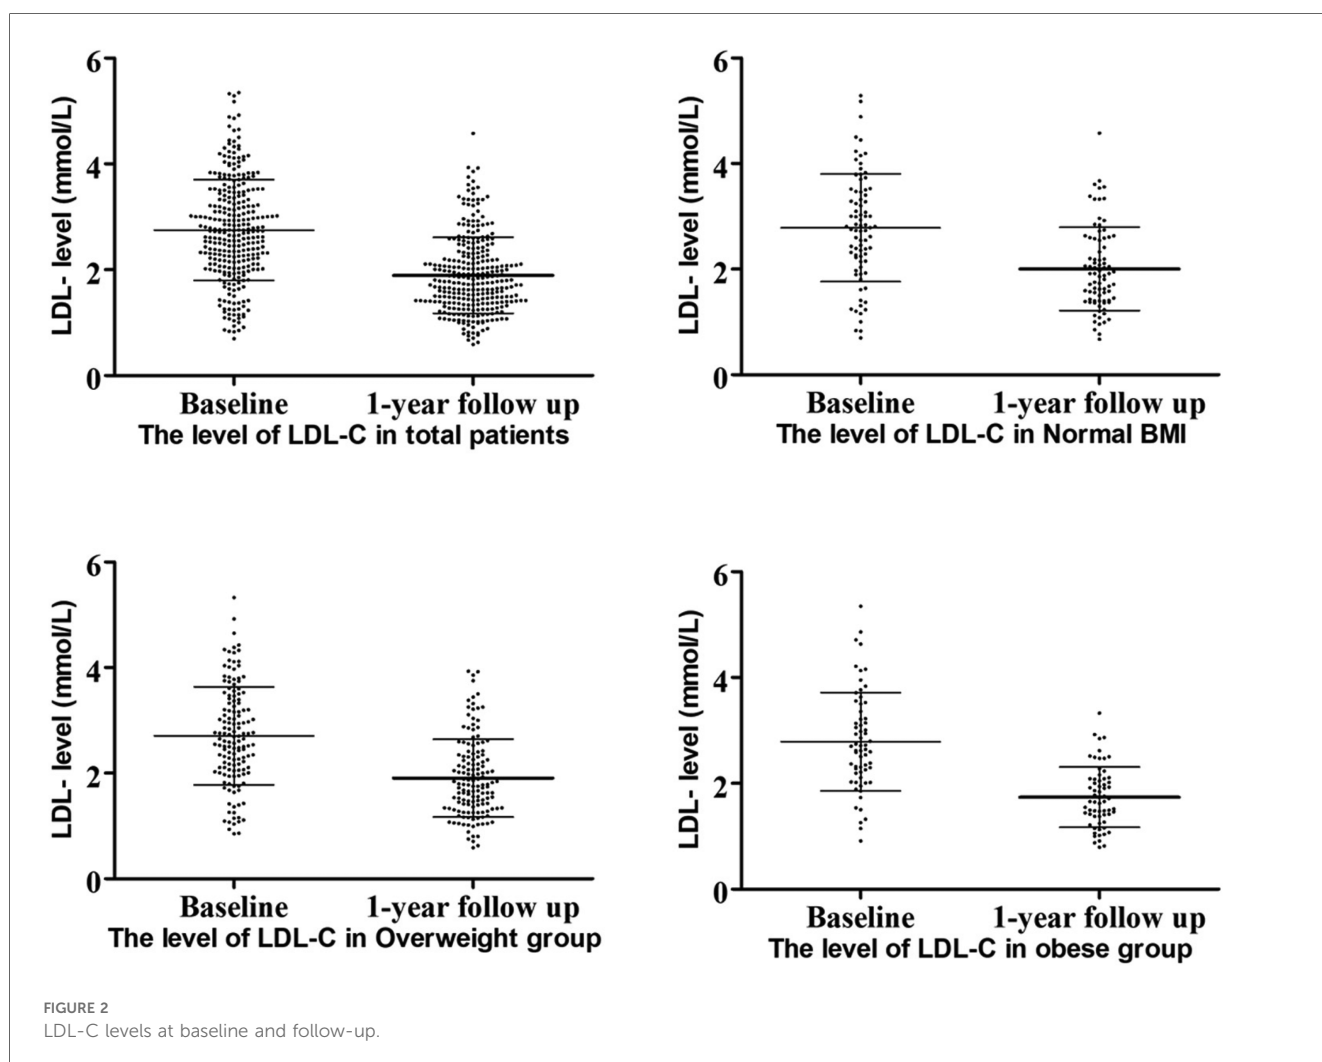 6
4
2
0
LDL- level (mmol/L)
Baseline 1-year follow up
The level of LDL-C in total patients
6
4
2
0
LDL- level (mmol/L)
Baseline 1-year follow up
The level of LDL-C in Normal BMI
6
4
2
0
LDL- level (mmol/L)
Baseline 1-year follow up
The level of LDL-C in Overweight group
6
4
2
0
LDL- level (mmol/L)
Baseline 1-year follow up
The level of LDL-C in obese group
FIGURE 2
LDL-C levels at baseline and follow-up.